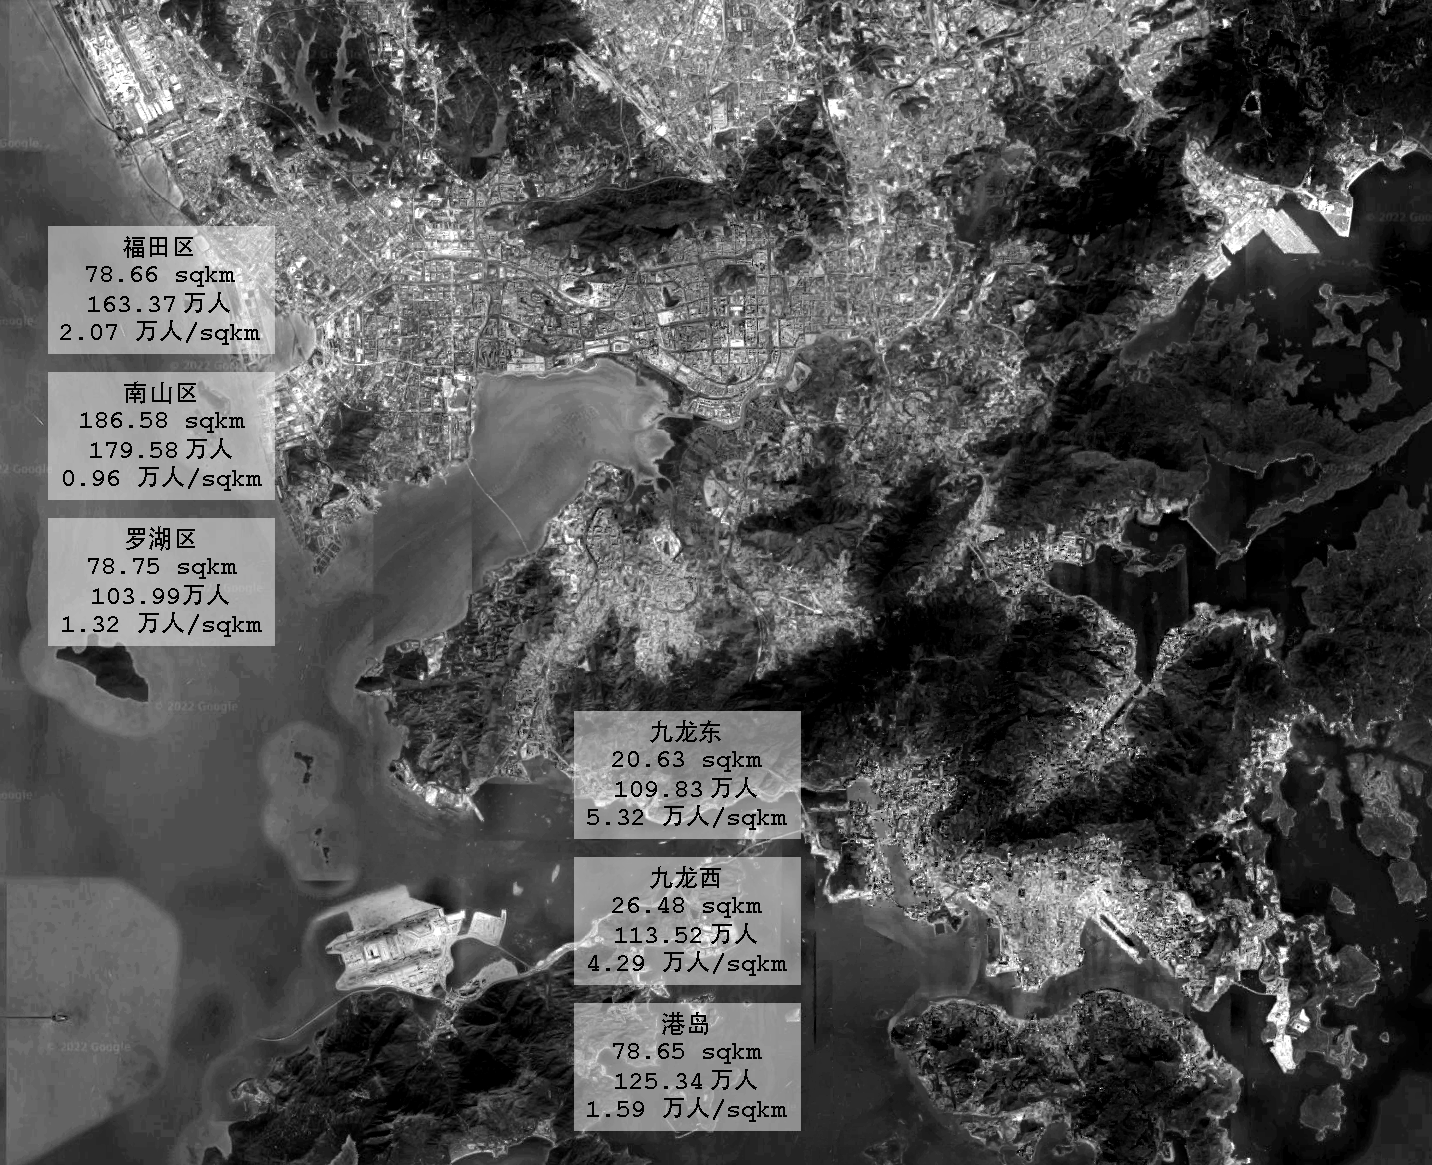 福田区
78.66 sqkm
163.37万人
2.07 万人/sqkm
南山区
186.58 sqkm
179.58万人
0.96 万人/sqkm
罗湖区
78.75 sqkm
103.99万人
1.32 万人/sqkm
九龙东
20.63 sqkm
109.83万人
5.32 万人/sqkm
九龙西
26.48 sqkm
113.52万人
4.29 万人/sqkm
港岛
78.65 sqkm
125.34万人
1.59 万人/sqkm
© 2022 Google
© 2022 Google